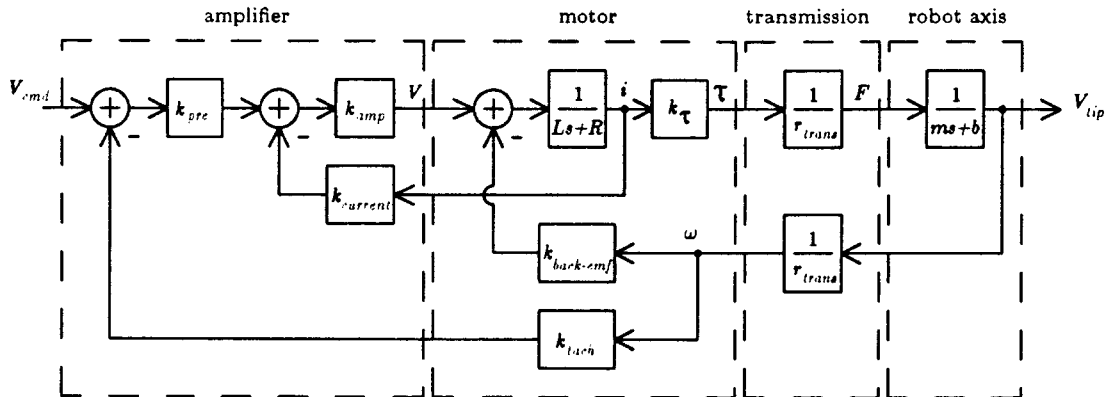 amplifier motor transmission robot axis
V_cmd k_pre k_amp V 1/(Ls+R) i k_τ τ 1/r_trans F 1/(ms+b) V_tip
k_current
k_back-emf ω 1/r_trans
k_tach